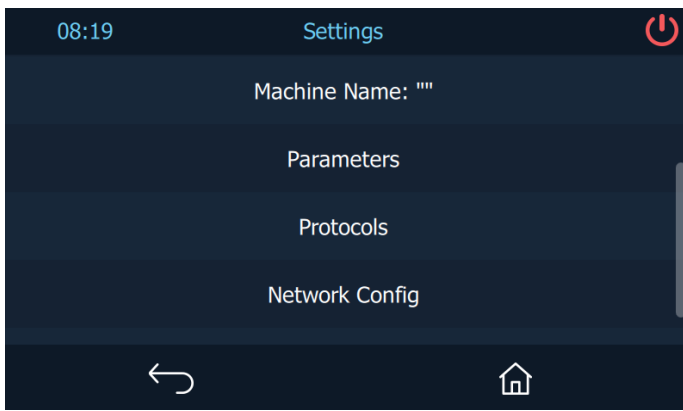 08:19 Settings
Machine Name: ""
Parameters
Protocols
Network Config